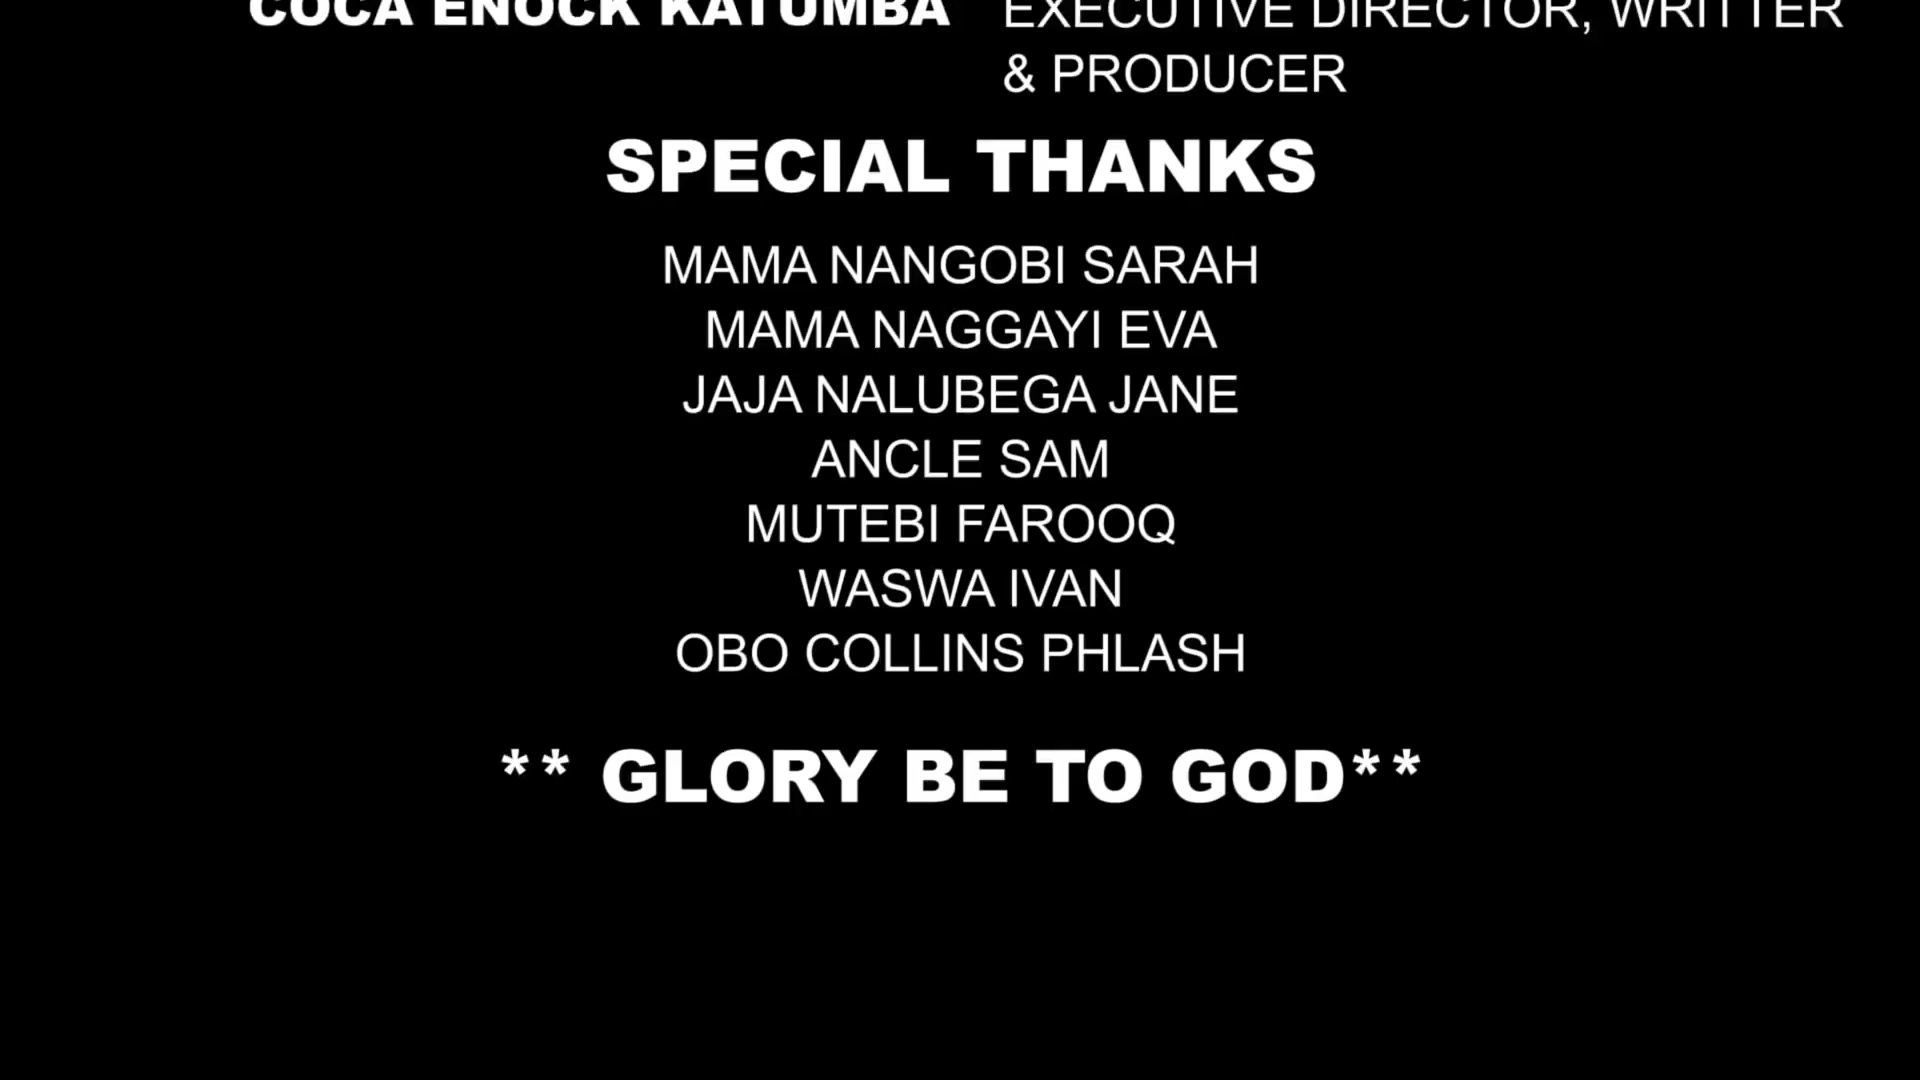 COCA ENOCK KATUMBA EXECUTIVE DIRECTOR, WRITTER
& PRODUCER
SPECIAL THANKS
MAMA NANGOBI SARAH
MAMA NAGGAYI EVA
JAJA NALUBEGA JANE
ANCLE SAM
MUTEBI FAROOQ
WASWA IVAN
OBO COLLINS PHLASH
** GLORY BE TO GOD**